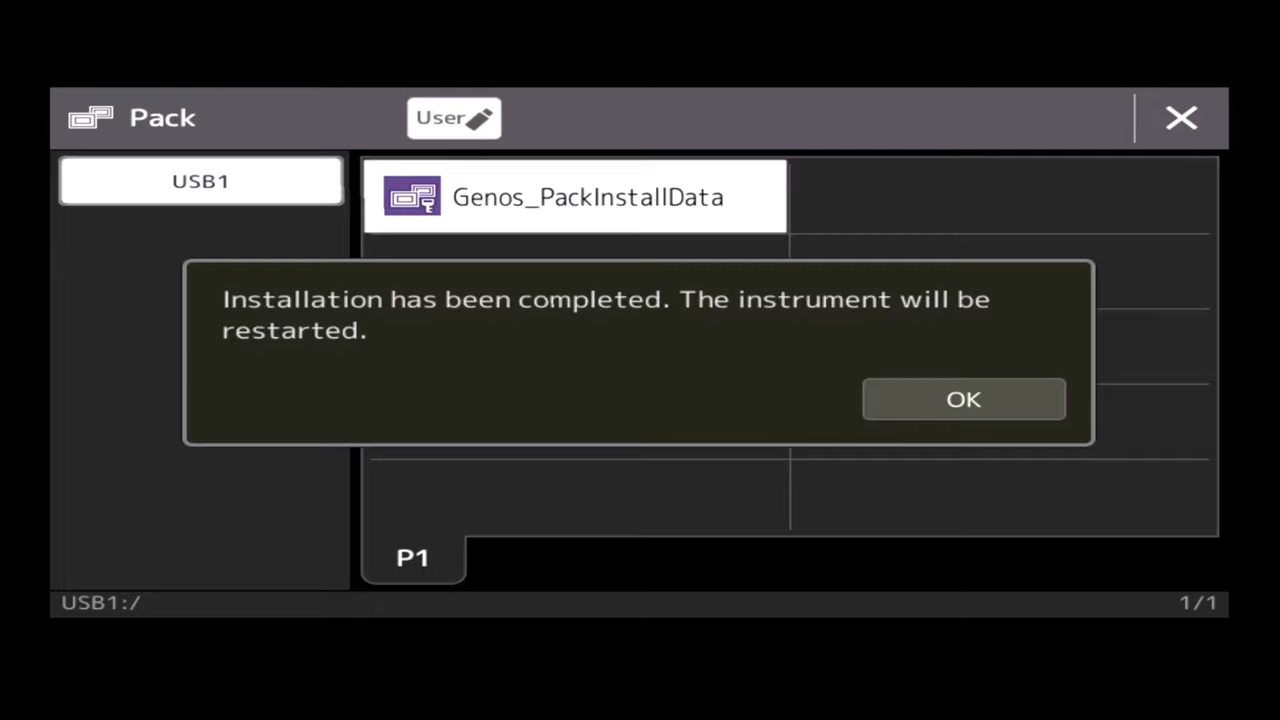 Pack
User
USB1
Genos_PackInstallData
Installation has been completed. The instrument will be
restarted.
OK
P1
USB1:/
1/1